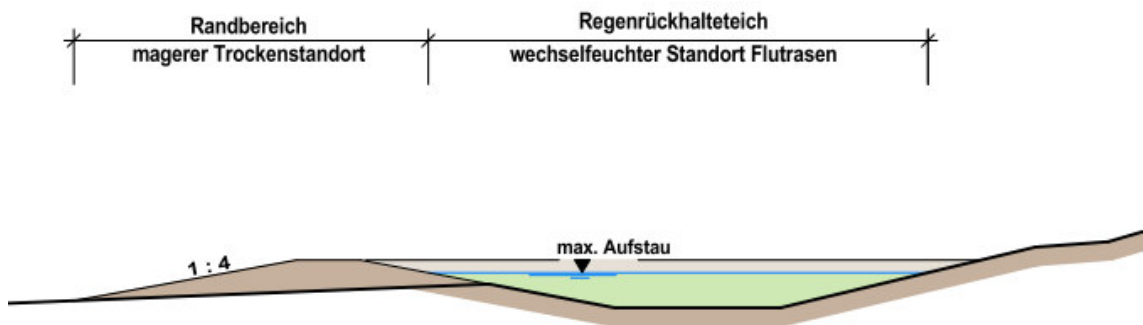 Randbereich
magerer Trockenstandort
Regenrückhalteteich
wechselfeuchter Standort Flutrasen
max. Aufstau
1 : 4